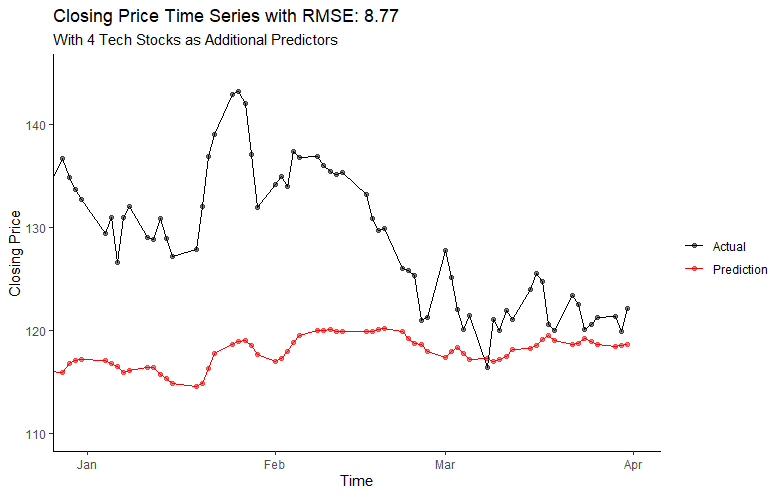 Closing Price Time Series with RMSE: 8.77
With 4 Tech Stocks as Additional Predictors
140
130
120
110
Closing Price
Jan
Feb
Mar
Apr
Time
Actual
Prediction